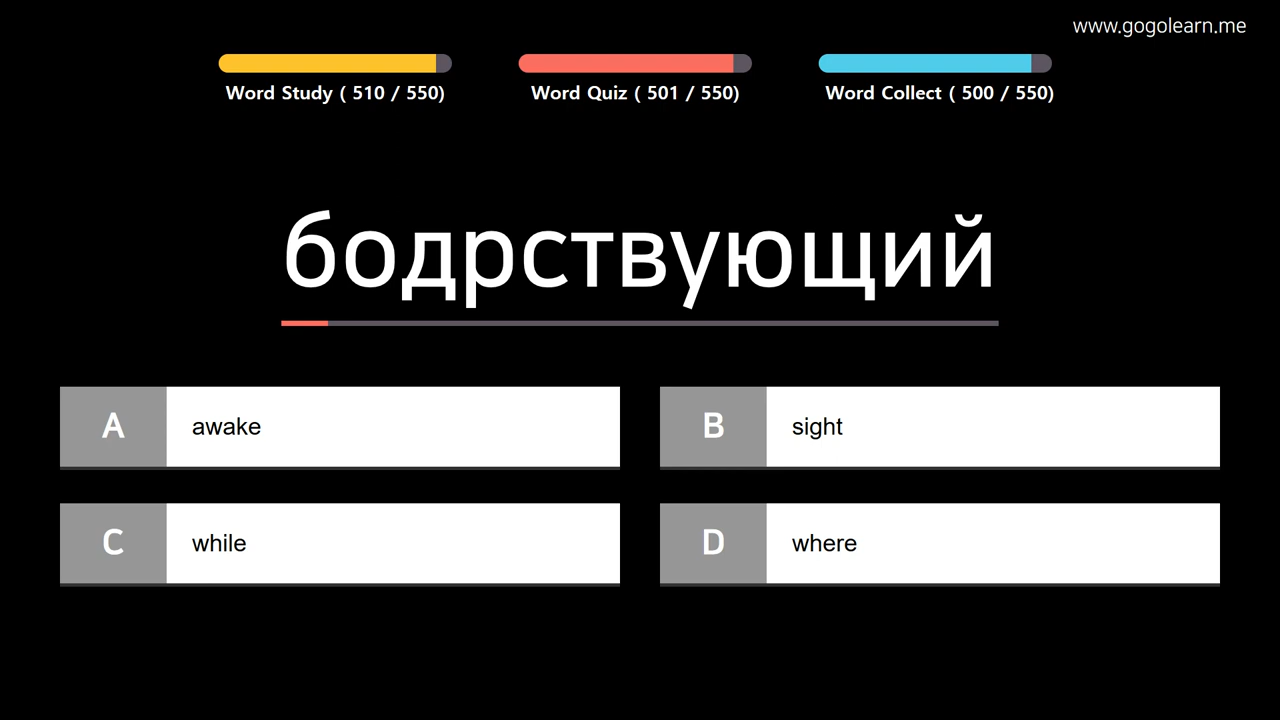 www.gogolearn.me
Word Study ( 510 / 550)
Word Quiz ( 501 / 550)
Word Collect ( 500 / 550)
бодрствующий
A awake
B sight
C while
D where